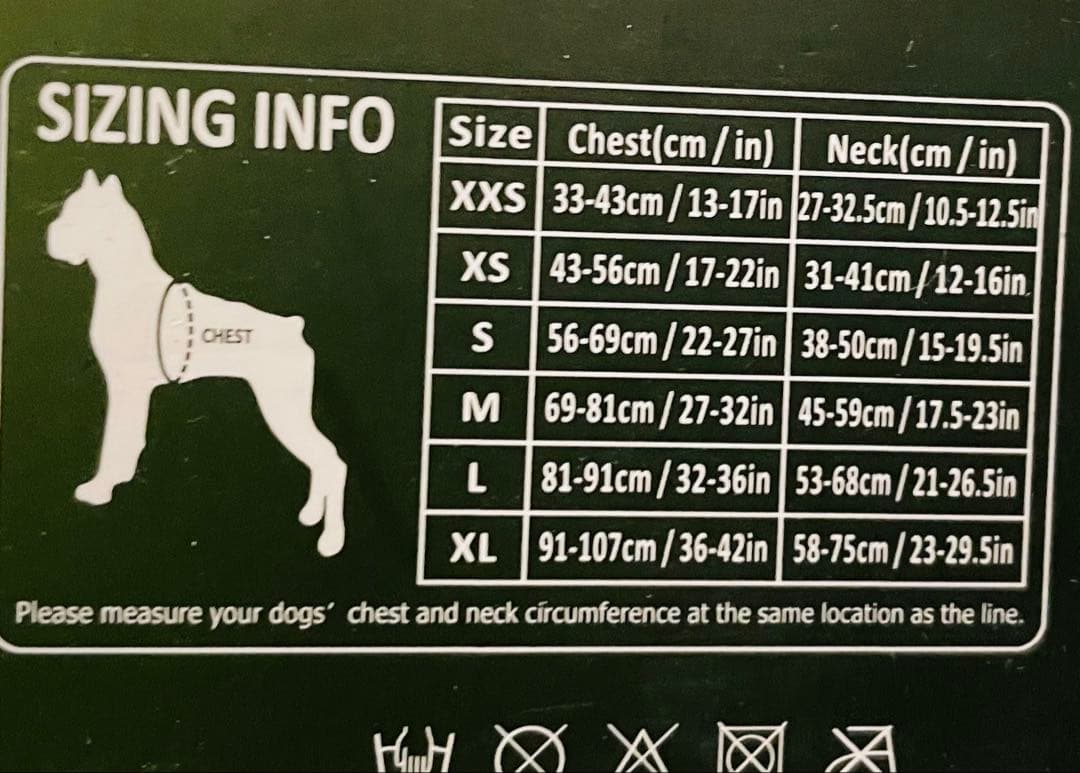 SIZING INFO
Size Chest(cm/in) Neck(cm/in)
XXS 33-43cm/13-17in 27-32.5cm/10.5-12.5in
XS 43-56cm/17-22in 31-41cm/12-16in
S 56-69cm/22-27in 38-50cm/15-19.5in
CHEST
M 69-81cm/27-32in 45-59cm/17.5-23in
L 81-91cm/32-36in 53-68cm/21-26.5in
XL 91-107cm/36-42in 58-75cm/23-29.5in
Please measure your dogs' chest and neck circumference at the same location as the line.